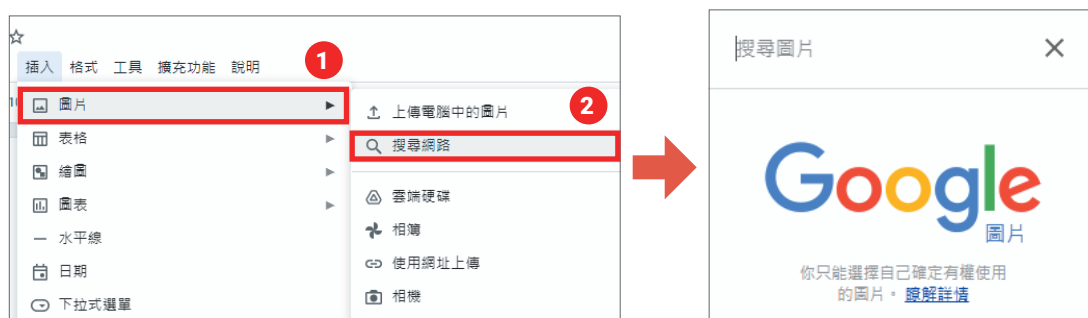 插入 格式 工具 擴充功能 說明
1
圖片
表格
繪圖
圖表
水平線
日期
下拉式選單
2
上傳電腦中的圖片
搜尋網路
雲端硬碟
相簿
使用網址上傳
相機
搜尋圖片
Google
圖片
你只能選擇自己確定有權使用
的圖片。瞭解詳情